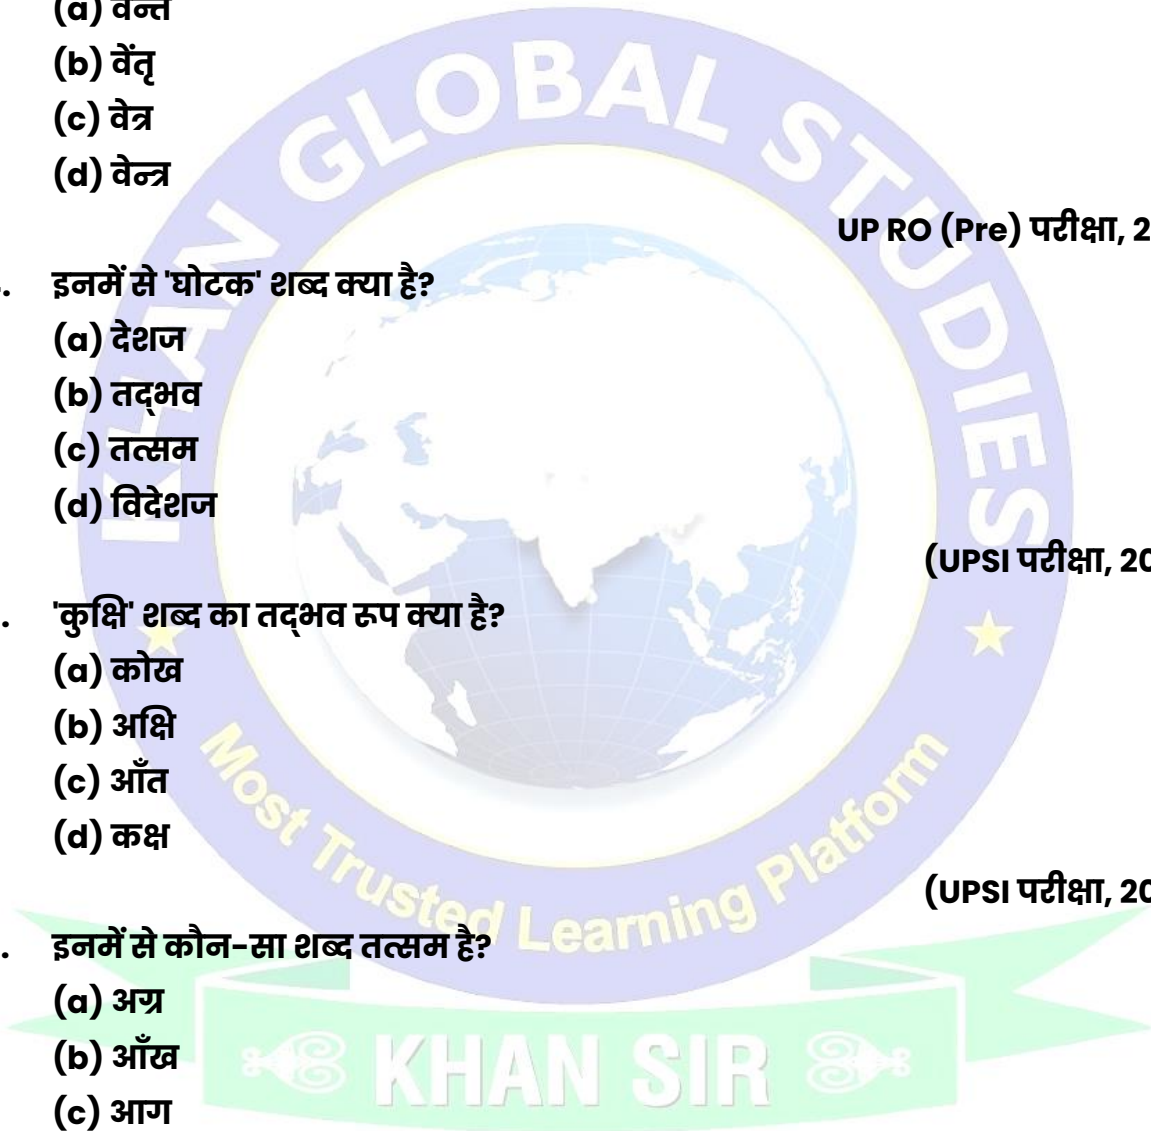 (a) वेन्त
(b) वेंतृ
(c) वेत्र
(d) वेन्त्र
UP RO (Pre) परीक्षा, 2
. इनमें से 'घोटक' शब्द क्या है?
(a) देशज
(b) तद्भव
(c) तत्सम
(d) विदेशज
(UPSI परीक्षा, 20
. 'कुक्षि' शब्द का तद्भव रूप क्या है?
(a) कोख
(b) अक्षि
(c) आँत
(d) कक्ष
(UPSI परीक्षा, 20
. इनमें से कौन-सा शब्द तत्सम है?
(a) अग्र
(b) आँख
(c) आग
KHAN GLOBAL STUDIES
Most Trusted Learning Platform
KHAN SIR